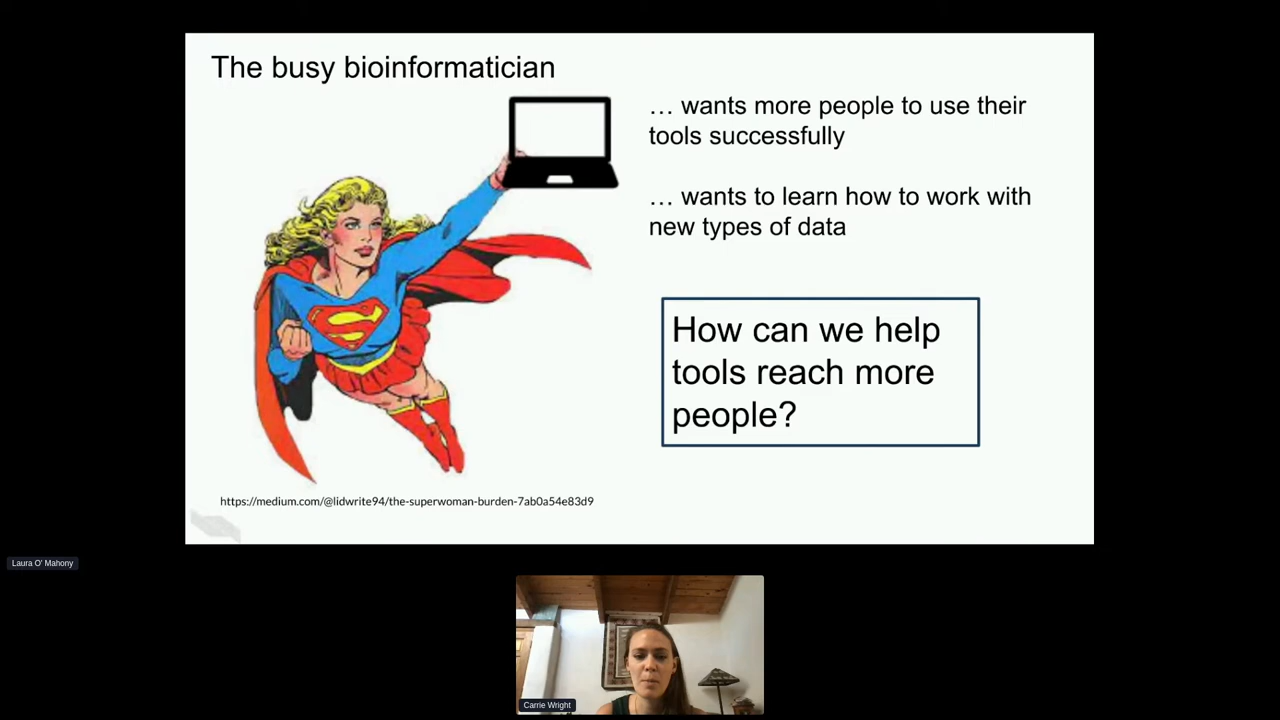 The busy bioinformatician
… wants more people to use their
tools successfully
… wants to learn how to work with
new types of data
How can we help
tools reach more
people?
https://medium.com/@lidwrite94/the-superwoman-burden-7ab0a54e83d9
Laura O' Mahony
Carrie Wright